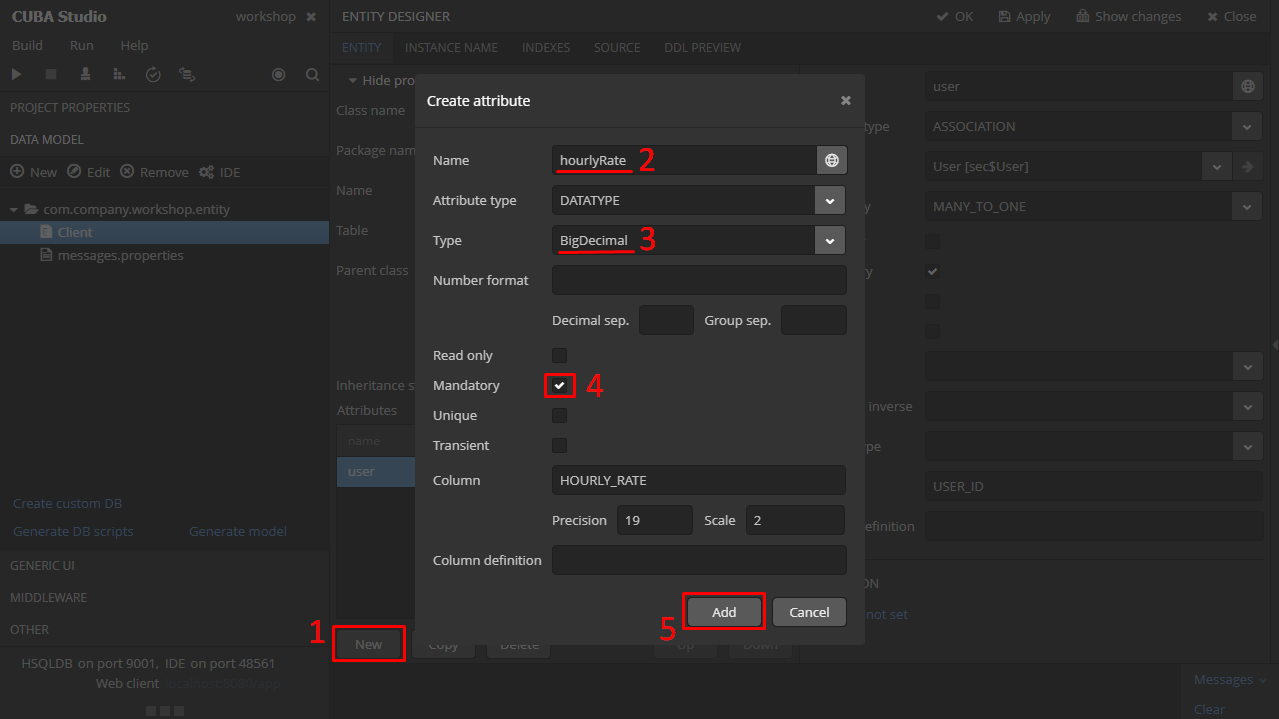 CUBA Studio
workshop
Build Run Help
PROJECT PROPERTIES
DATA MODEL
New Edit Remove IDE
com.company.workshop.entity
Client
messages.properties
Create custom DB
Generate DB scripts Generate model
GENERIC UI
MIDDLEWARE
OTHER
HSQLDB on port 9001, IDE on port 48561
Web client localhost:8080/app
ENTITY DESIGNER
OK Apply Show changes Close
ENTITY INSTANCE NAME INDEXES SOURCE DDL PREVIEW
Hide pro
Class name
Package nam
Name
Table
Parent class
Inheritance s
Attributes
name
user
1 New Copy Delete Up Down
Create attribute
Name hourlyRate 2
Attribute type DATATYPE
Type BigDecimal 3
Number format
Decimal sep. Group sep.
Read only
Mandatory 4
Unique
Transient
Column HOURLY_RATE
Precision 19 Scale 2
Column definition
5 Add Cancel
user
type ASSOCIATION
User [sec$User]
y MANY_TO_ONE
y
inverse
pe
USER_ID
efinition
ON
not set
Messages
Clear